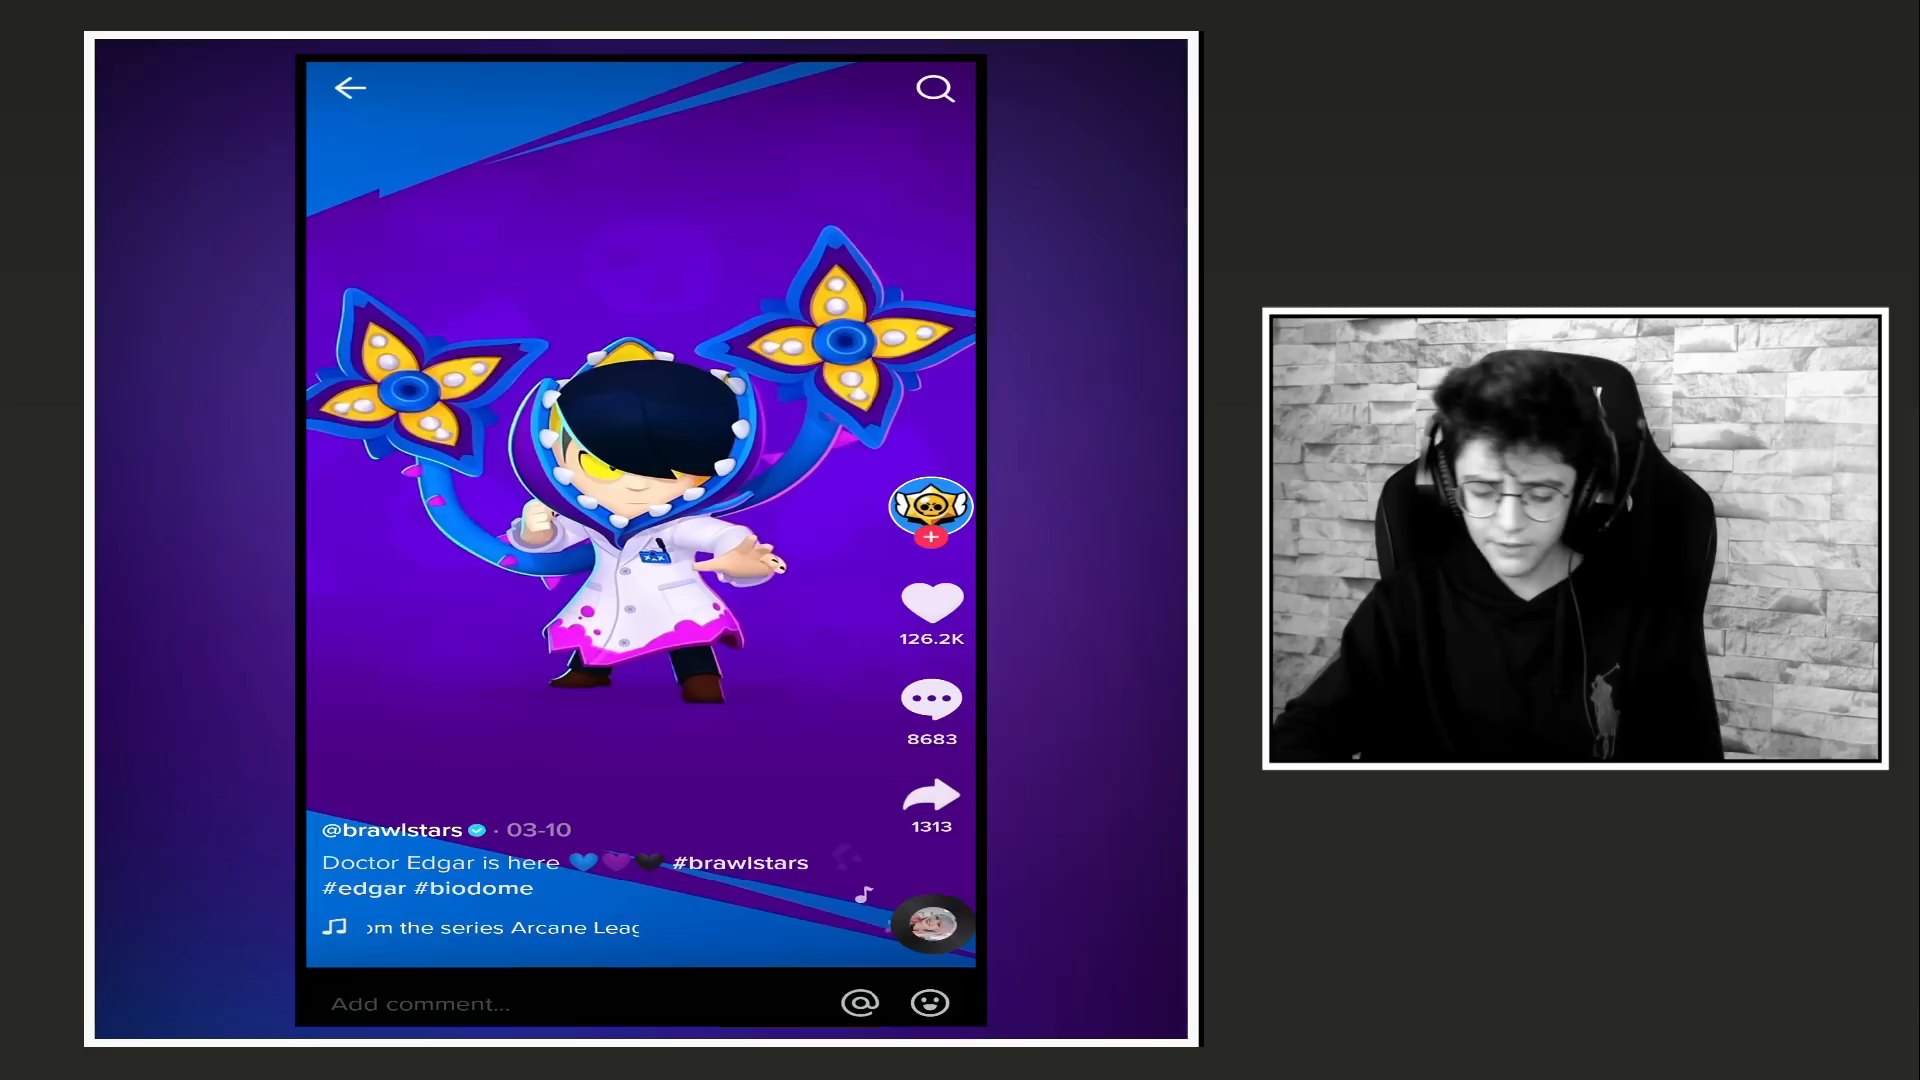 126.2K
8683
1313
@brawlstars · 03-10
Doctor Edgar is here 💙💜🖤 #brawlstars
#edgar #biodome
om the series Arcane Leag
Add comment...